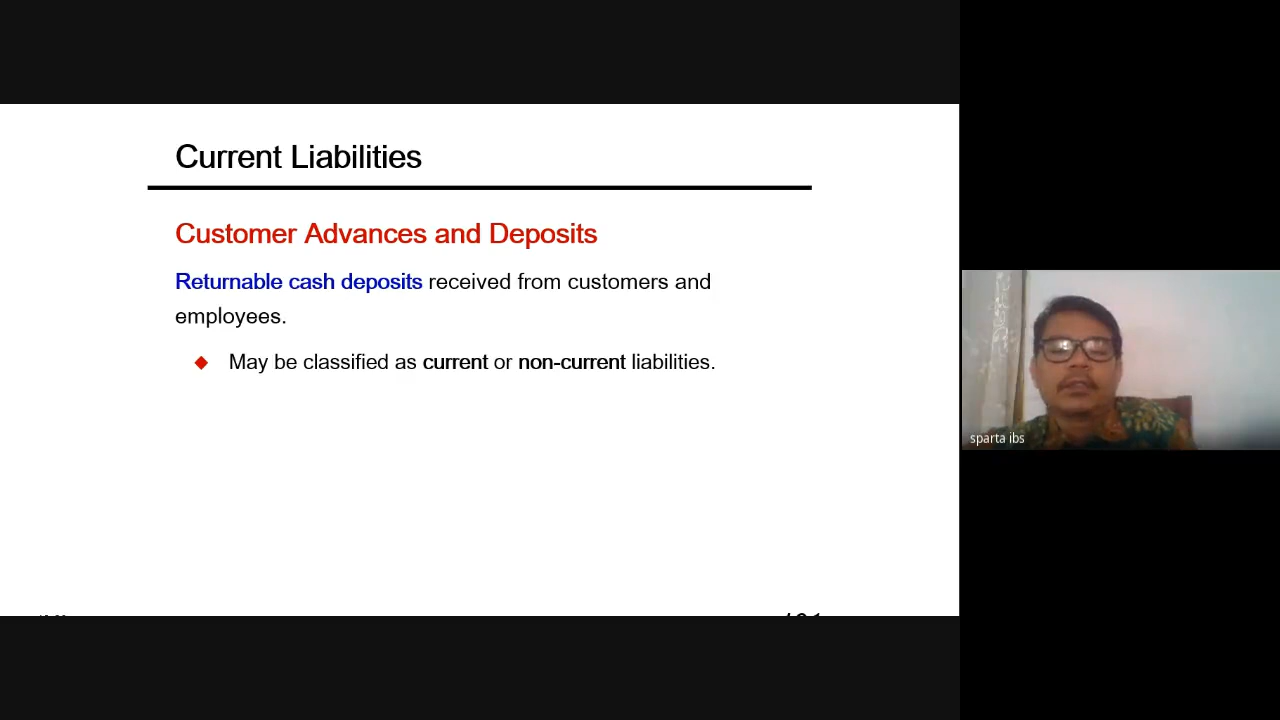 Current Liabilities
Customer Advances and Deposits
Returnable cash deposits received from customers and
employees.
May be classified as current or non-current liabilities.
sparta ibs